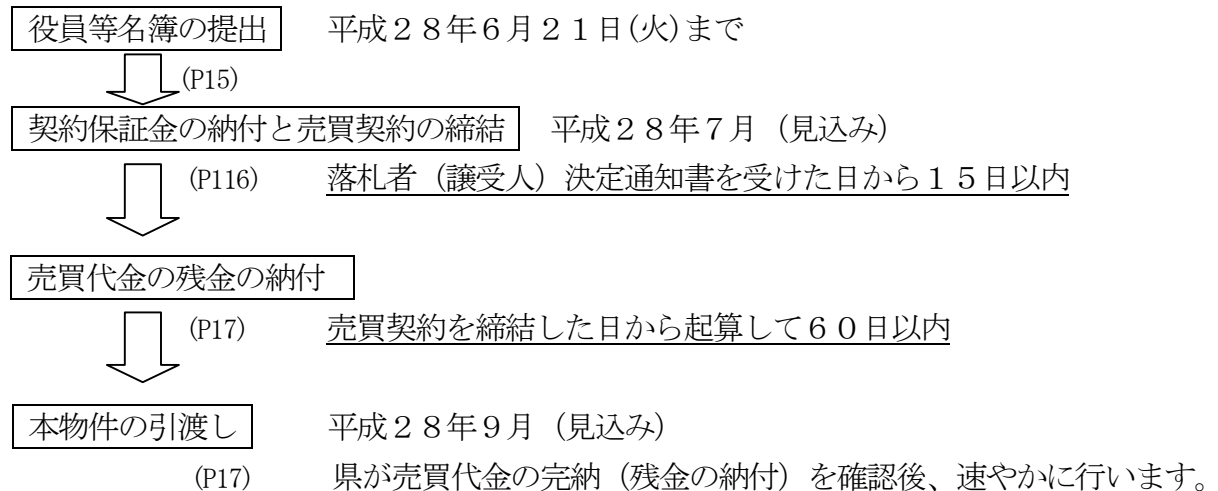 役員等名簿の提出　平成２８年６月２１日(火)まで
(P15)
契約保証金の納付と売買契約の締結　平成２８年７月（見込み）
(P116)　落札者（譲受人）決定通知書を受けた日から１５日以内
売買代金の残金の納付
(P17)　売買契約を締結した日から起算して６０日以内
本物件の引渡し　平成２８年９月（見込み）
(P17)　県が売買代金の完納（残金の納付）を確認後、速やかに行います。